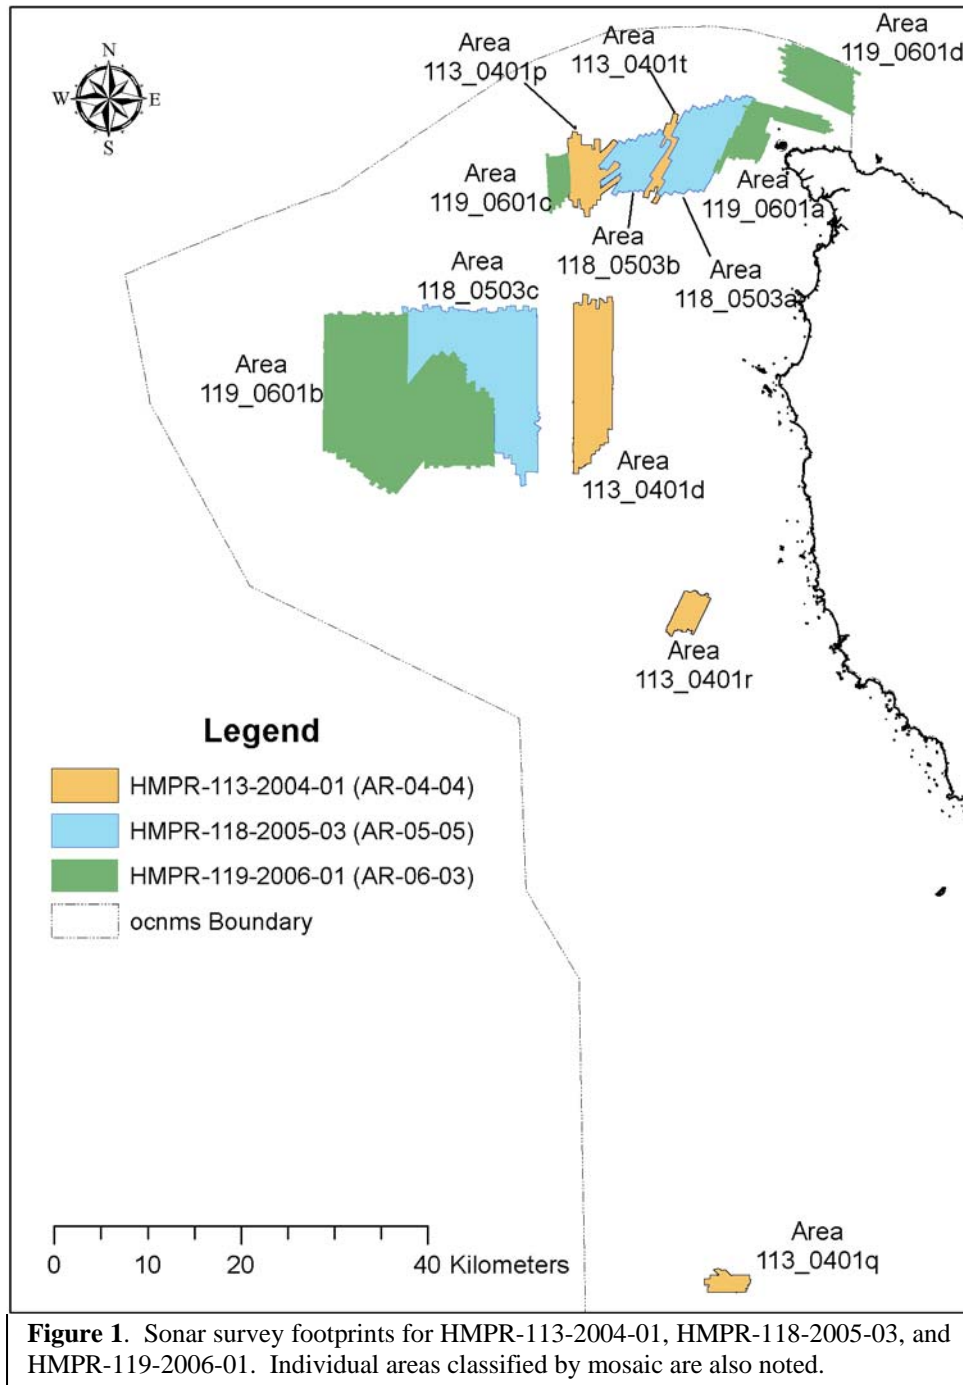 N
W E
S
Area
113_0401p
Area
113_0401t
Area
119_0601d
Area
119_0601c
Area
119_0601a
Area
118_0503b
Area
118_0503a
Area
118_0503c
Area
119_0601b
Area
113_0401d
Area
113_0401r
Legend
HMPR-113-2004-01 (AR-04-04)
HMPR-118-2005-03 (AR-05-05)
HMPR-119-2006-01 (AR-06-03)
ocnms Boundary
0 10 20 40 Kilometers
Area
113_0401q
Figure 1. Sonar survey footprints for HMPR-113-2004-01, HMPR-118-2005-03, and
HMPR-119-2006-01. Individual areas classified by mosaic are also noted.